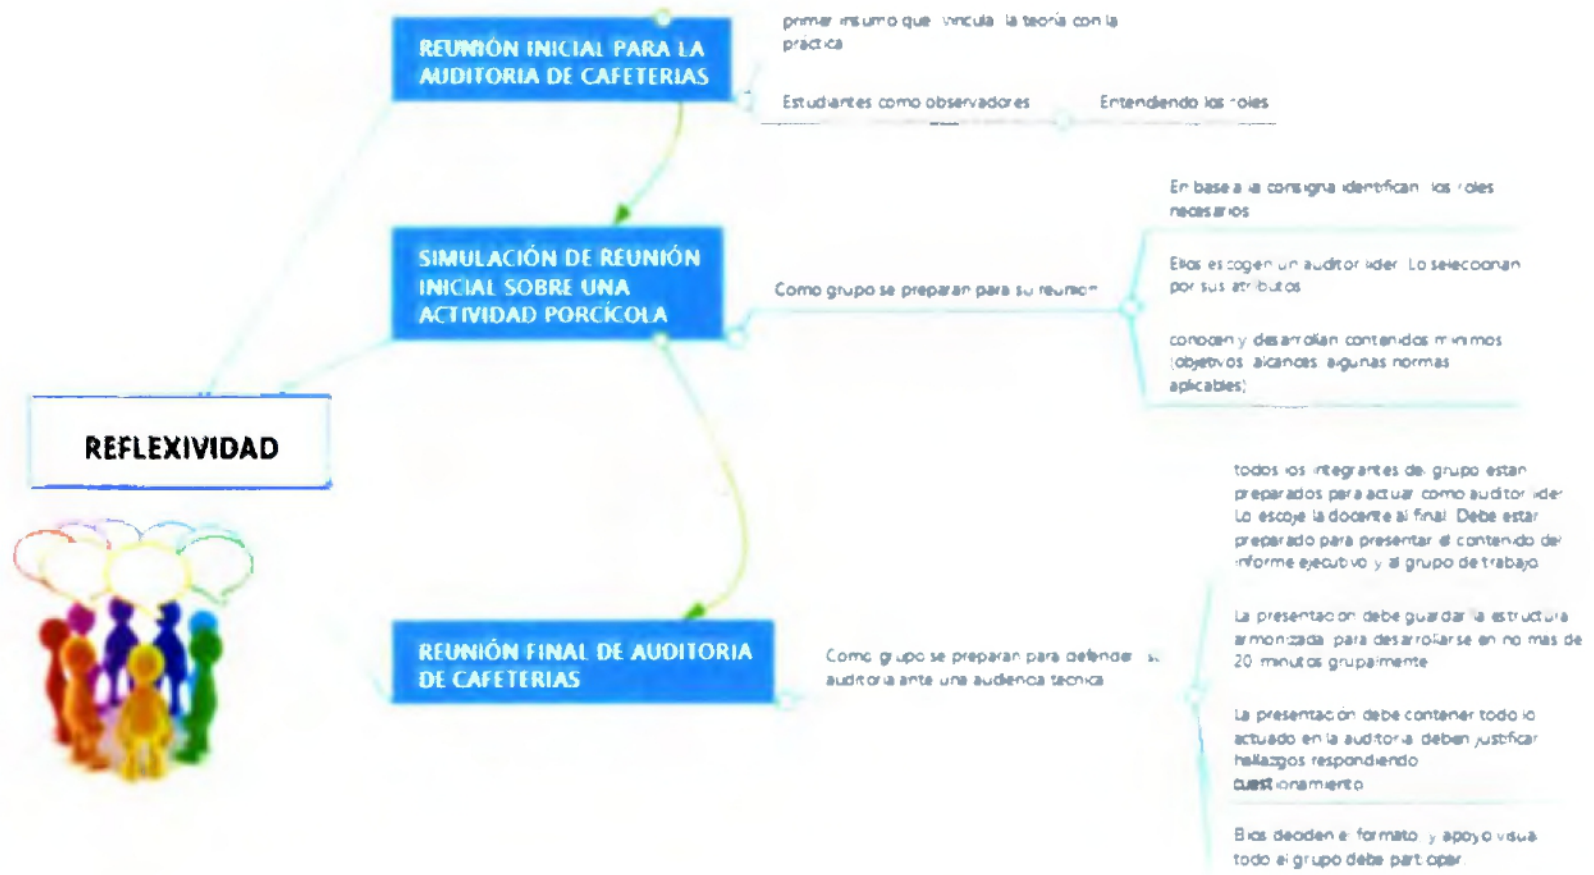 REUNIÓN INICIAL PARA LA
AUDITORIA DE CAFETERIAS
primer insumo que vincula la teoría con la
práctica
Estudiantes como observadores
Entendiendo los roles
SIMULACIÓN DE REUNIÓN
INICIAL SOBRE UNA
ACTIVIDAD PORCÍCOLA
Como grupo se preparan para su reunion
En base a la consigna identifican los roles
necesarios
Ellos escogen un auditor lider. Lo seleccionan
por sus atributos
conocen y desarrollan contenidos minimos
(objetivos, alcances, algunas normas
aplicables)
REFLEXIVIDAD
REUNIÓN FINAL DE AUDITORIA
DE CAFETERIAS
Como grupo se preparan para defender su
auditoria ante una audiencia tecnica
todos los integrantes del grupo estan
preparados para actuar como auditor lider
Lo escoje la docente al final. Debe estar
preparado para presentar el contenido del
informe ejecutivo y al grupo de trabajo
La presentación debe guardar la estructura
armonizada para desarrollarse en no mas de
20 minutos grupalmente
La presentación debe contener todo lo
actuado en la auditoria deben justificar
hallazgos respondiendo
cuestionamiento
Ellos deciden el formato y apoyo visual
todo el grupo debe participar.